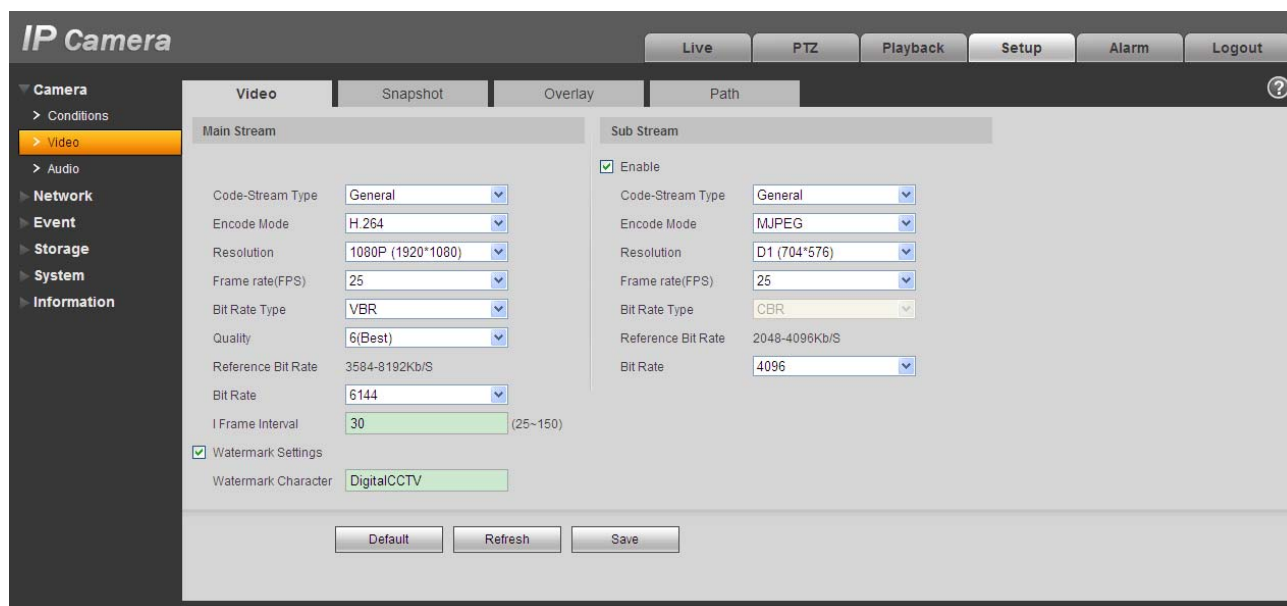 IP Camera
Live PTZ Playback Setup Alarm Logout
Camera
> Conditions
> Video
> Audio
Network
Event
Storage
System
Information
Video Snapshot Overlay Path
?
Main Stream
Code-Stream Type General
Encode Mode H.264
Resolution 1080P (1920*1080)
Frame rate(FPS) 25
Bit Rate Type VBR
Quality 6(Best)
Reference Bit Rate 3584-8192Kb/S
Bit Rate 6144
I Frame Interval 30 (25~150)
Watermark Settings
Watermark Character DigitalCCTV
Sub Stream
Enable
Code-Stream Type General
Encode Mode MJPEG
Resolution D1 (704*576)
Frame rate(FPS) 25
Bit Rate Type CBR
Reference Bit Rate 2048-4096Kb/S
Bit Rate 4096
Default Refresh Save